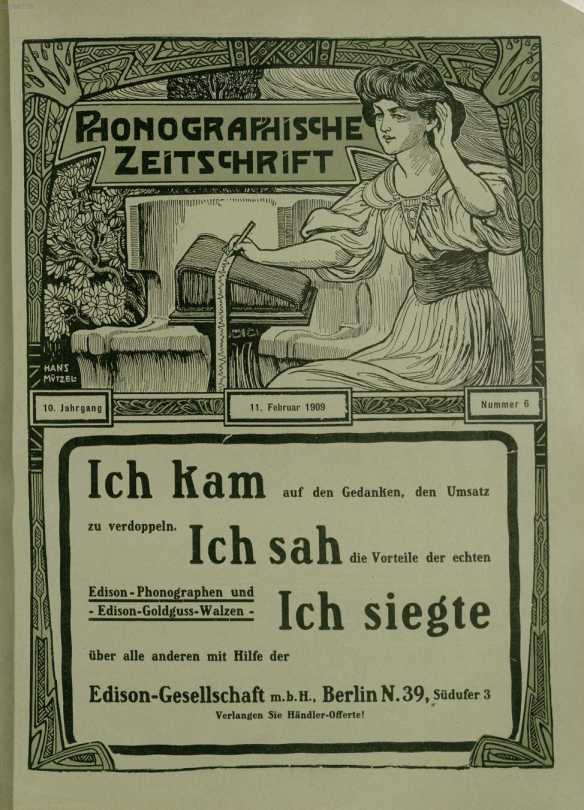 PHONOGRAPHISCHE
ZEITSCHRIFT
HANS
MÜTZEL
10. Jahrgang
11. Februar 1909
Nummer 6
Ich kam auf den Gedanken, den Umsatz
zu verdoppeln. Ich sah die Vorteile der echten
Edison-Phonographen und
- Edison-Goldguss-Walzen - Ich siegte
über alle anderen mit Hilfe der
Edison-Gesellschaft m.b.H., Berlin N.39, Südufer 3
Verlangen Sie Händler-Offerte!